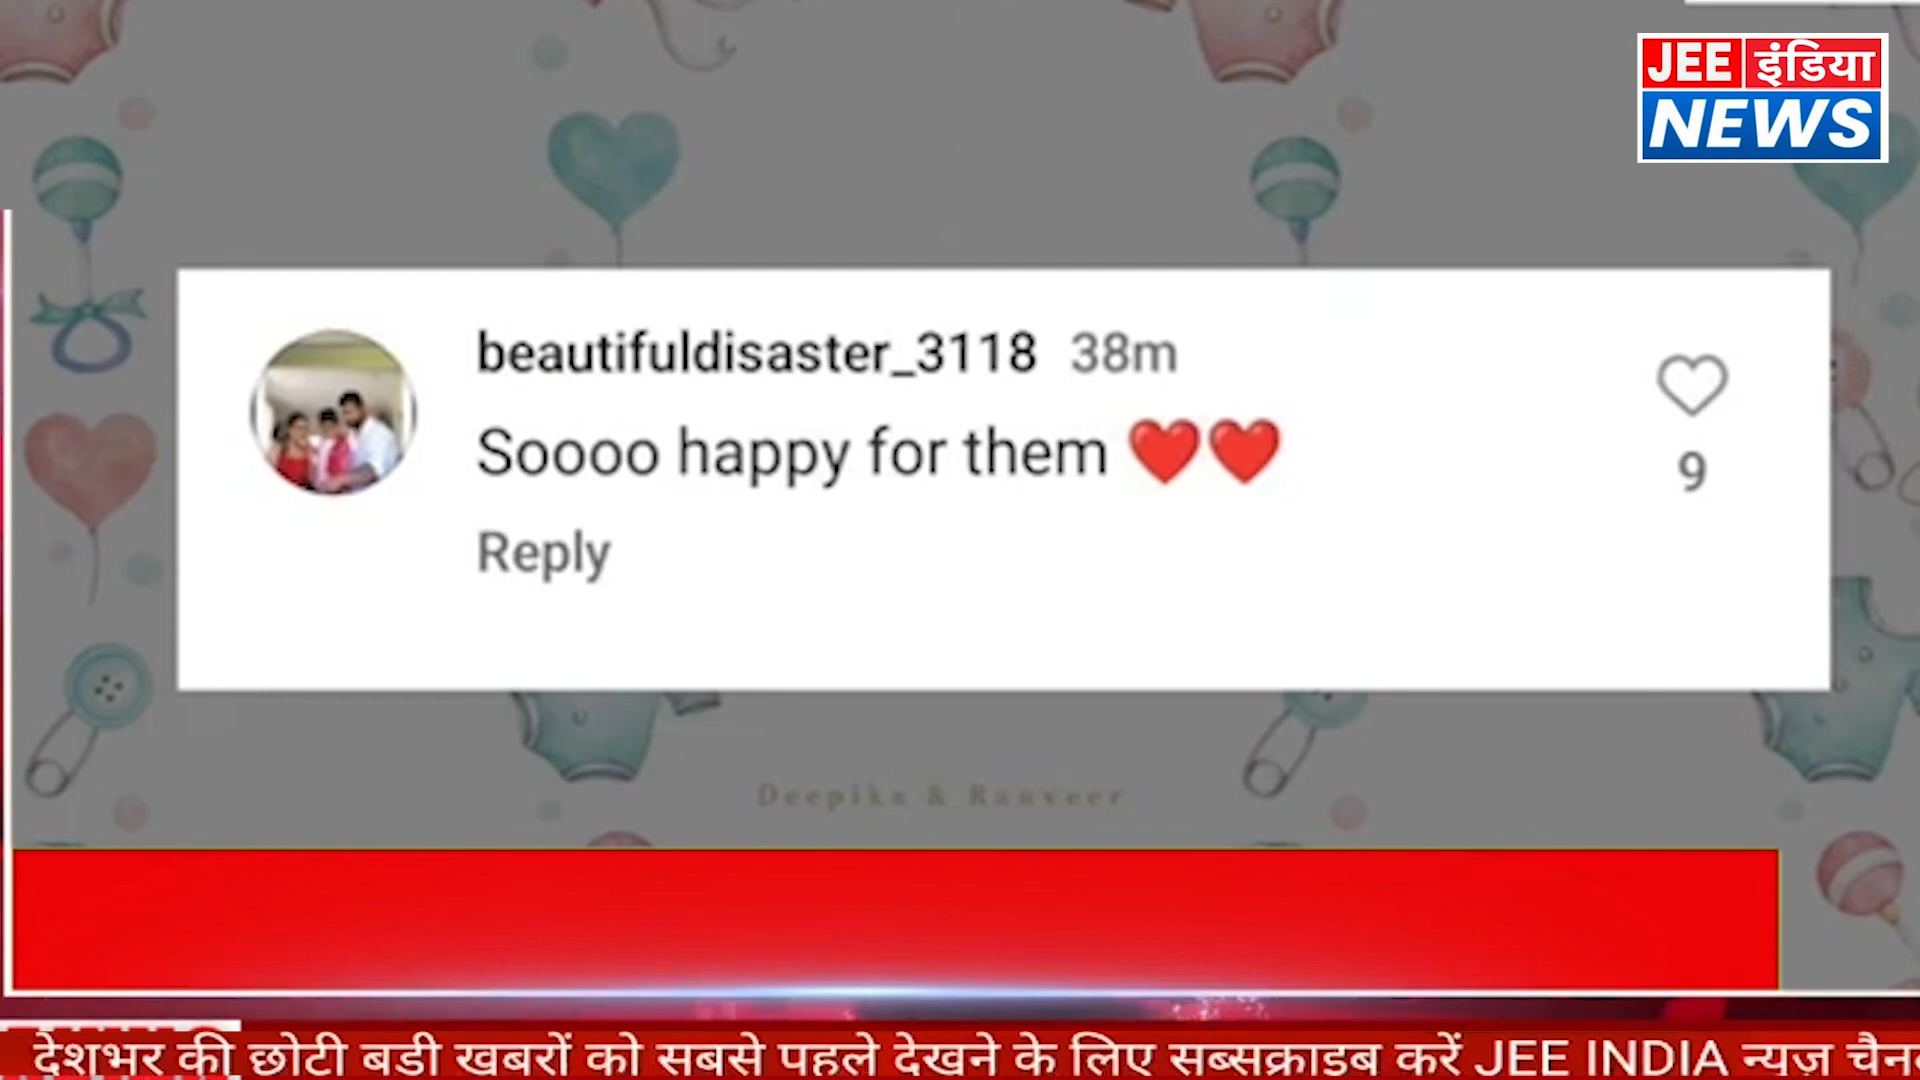 JEE इंडिया
NEWS
beautifuldisaster_3118 38m
Soooo happy for them ❤️❤️
9
Reply
Deepika & Ranveer
देशभर की छोटी बडी खबरों को सबसे पहले देखने के लिए सब्सक्राइब करें JEE INDIA न्यज़